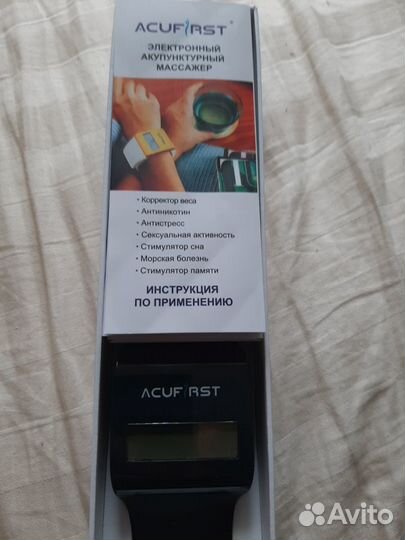 ACUFIRST®
ЭЛЕКТРОННЫЙ
АКУПУНКТУРНЫЙ
МАССАЖЕР
• Корректор веса
• Антиникотин
• Антистресс
• Сексуальная активность
• Стимулятор сна
• Морская болезнь
• Стимулятор памяти
ИНСТРУКЦИЯ
ПО ПРИМЕНЕНИЮ
ACUFIRST
Avito